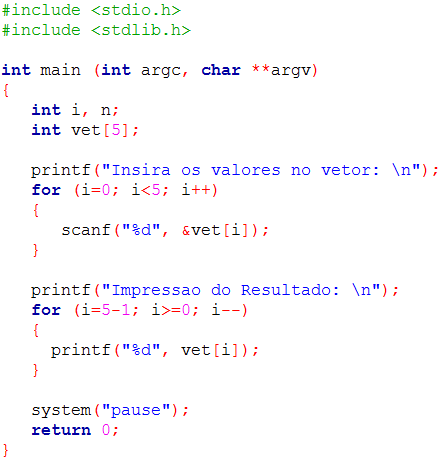 #include <stdio.h>
#include <stdlib.h>
int main (int argc, char **argv)
{
int i, n;
int vet[5];
printf("Insira os valores no vetor: \n");
for (i=0; i<5; i++)
{
scanf("%d", &vet[i]);
}
printf("Impressao do Resultado: \n");
for (i=5-1; i>=0; i--)
{
printf("%d", vet[i]);
}
system("pause");
return 0;
}